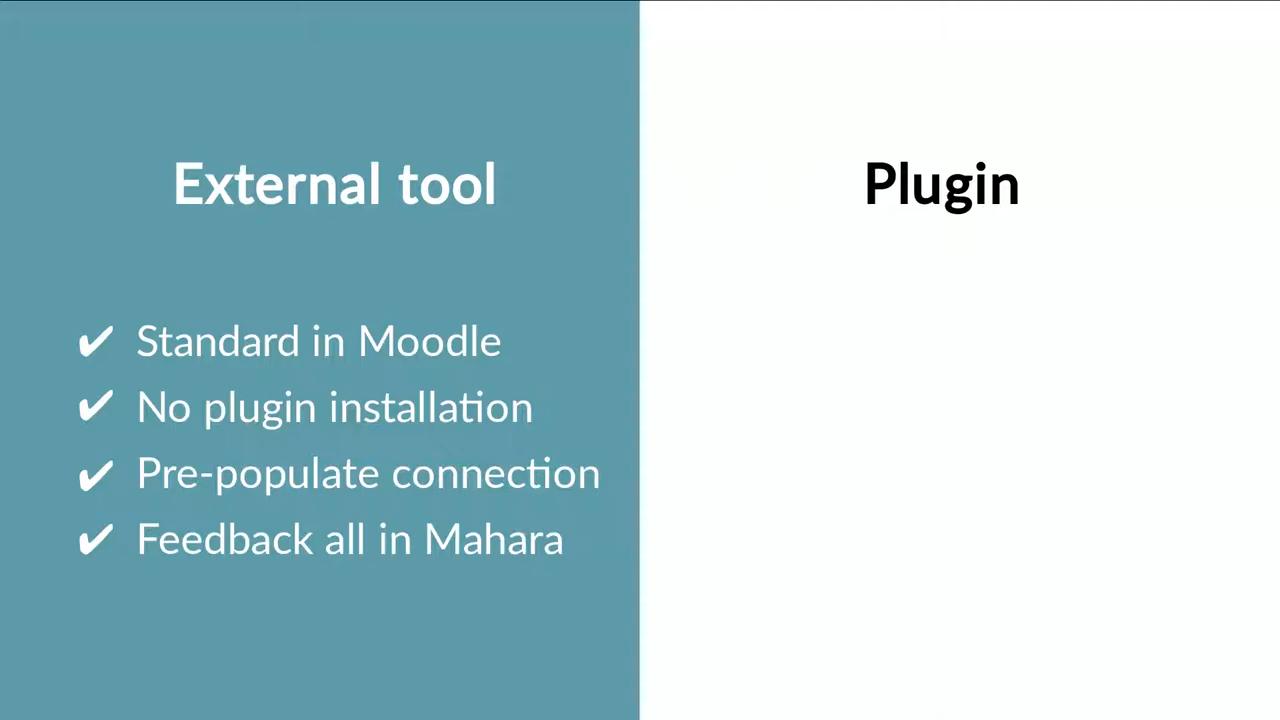 External tool
✔ Standard in Moodle
✔ No plugin installation
✔ Pre-populate connection
✔ Feedback all in Mahara
Plugin